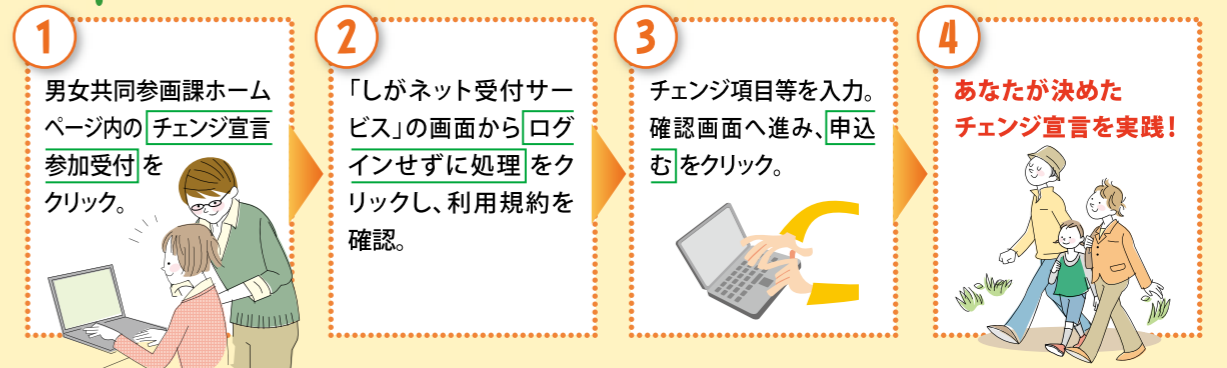 1
男女共同参画課ホーム
ページ内の チェンジ宣言
参加受付 を
クリック。
2
「しがネット受付サー
ビス」の画面から ログ
インせずに処理 をク
リックし、利用規約を
確認。
3
チェンジ項目等を入力。
確認画面へ進み、申込
む をクリック。
4
あなたが決めた
チェンジ宣言を実践!